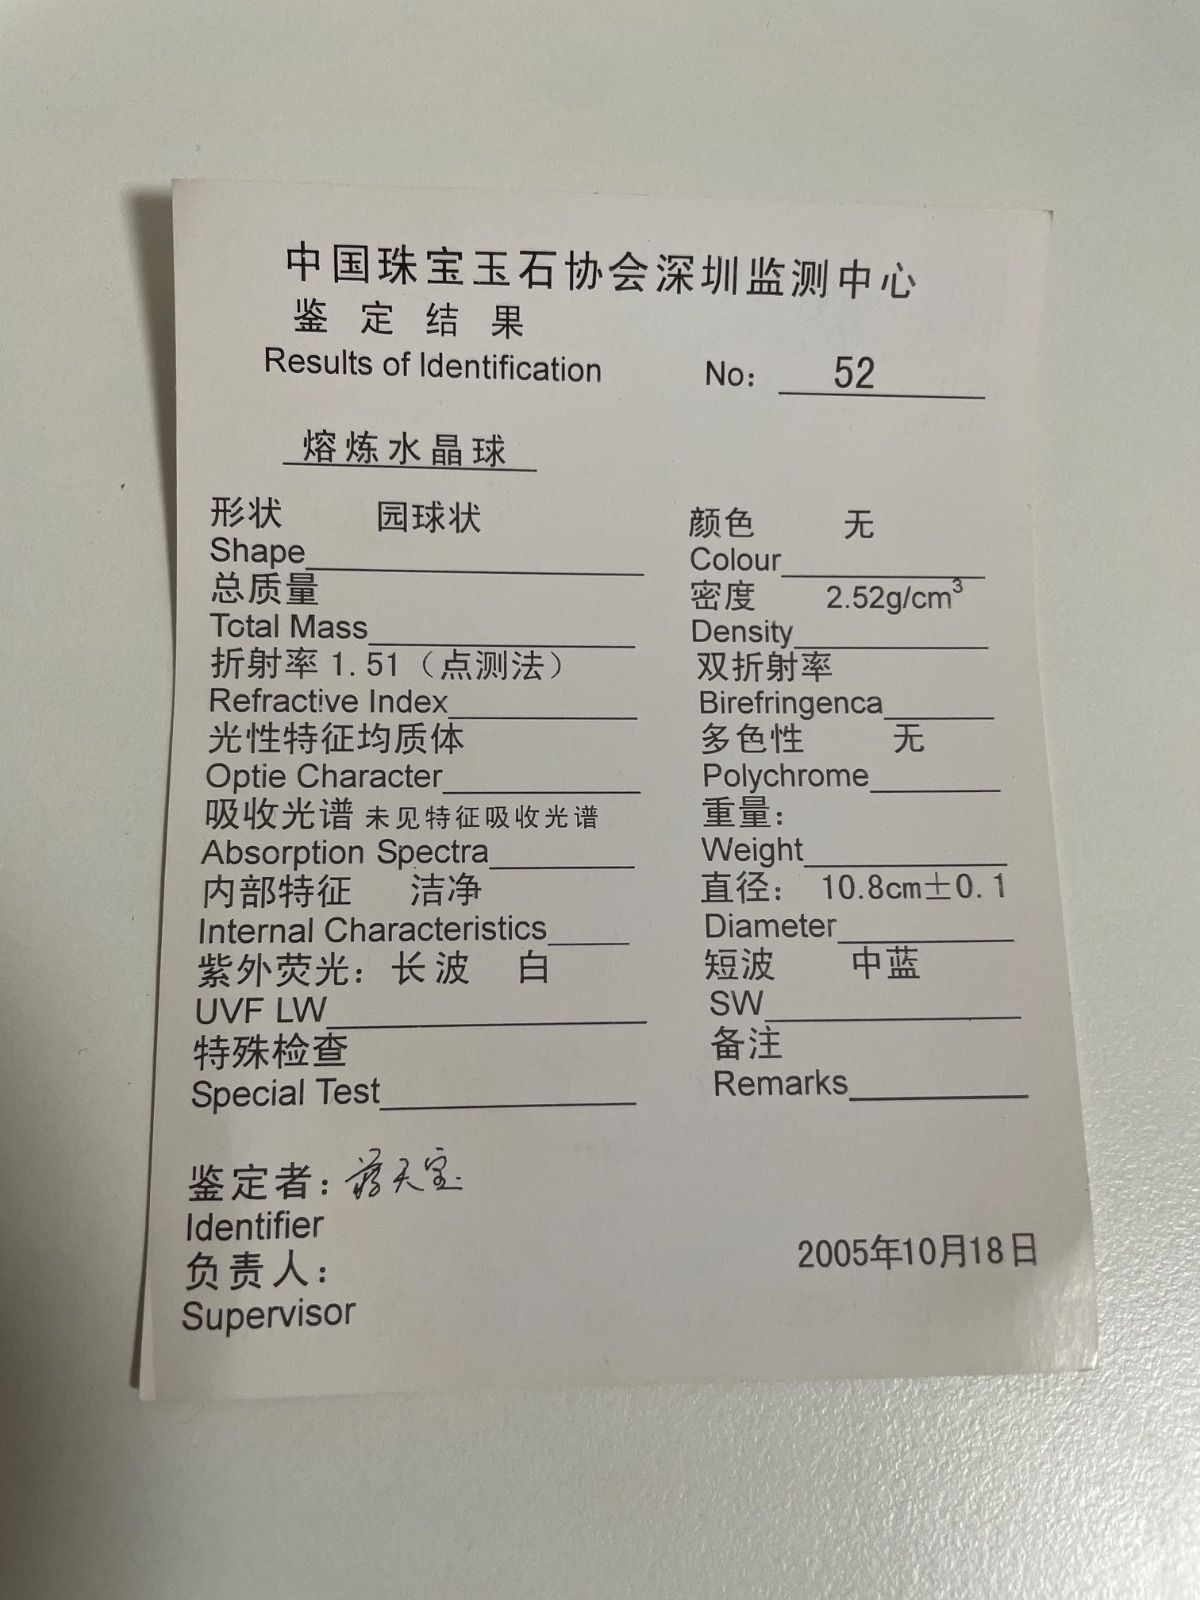 中国珠宝玉石协会深圳监测中心
鉴定结果
Results of Identification No: 52
熔炼水晶球
形状 园球状 颜色 无
Shape Colour
总质量 密度 2.52g/cm³
Total Mass Density
折射率 1.51（点测法） 双折射率
Refractive Index Birefringenca
光性特征均质体 多色性 无
Optie Character Polychrome
吸收光谱 未见特征吸收光谱 重量：
Absorption Spectra Weight
内部特征 洁净 直径： 10.8cm±0.1
Internal Characteristics Diameter
紫外荧光：长波 白 短波 中蓝
UVF LW SW
特殊检查 备注
Special Test Remarks
鉴定者：蒋天宝
Identifier
负责人： 2005年10月18日
Supervisor